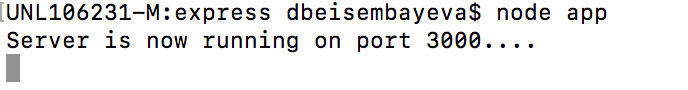 UNL106231-M:express dbeisembayeva$ node app
Server is now running on port 3000....